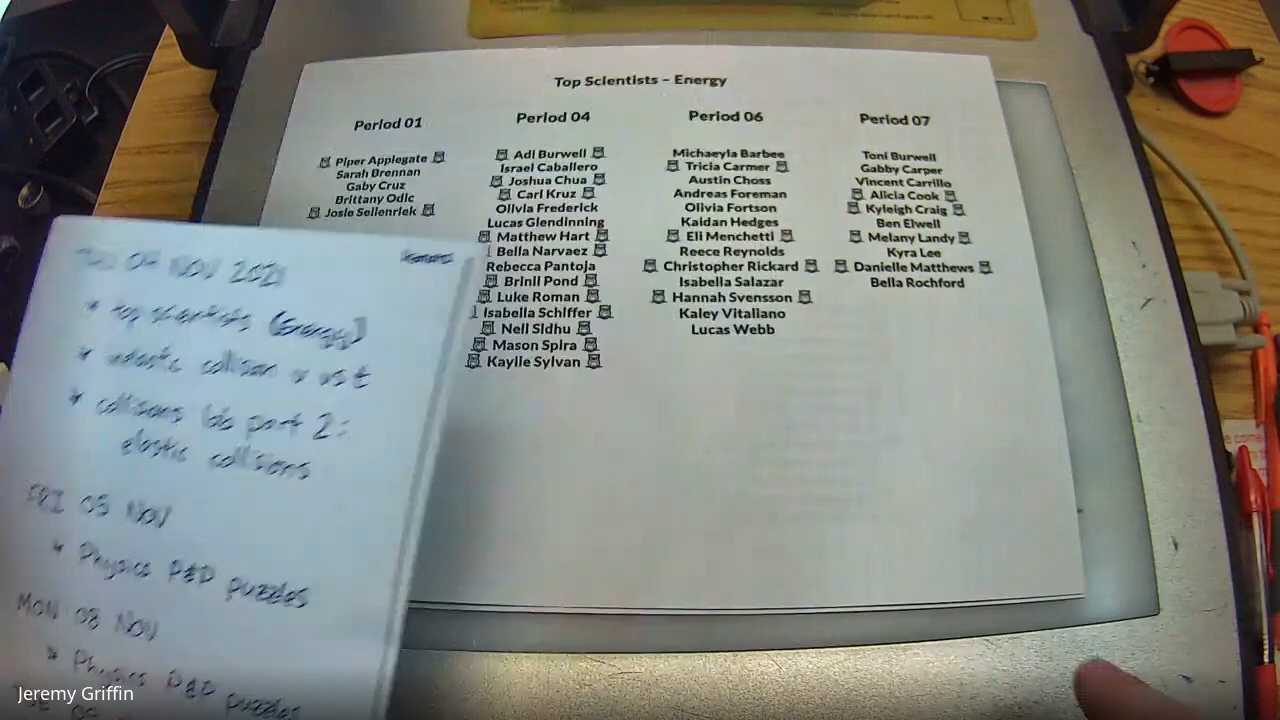 Top Scientists – Energy
Period 01
Piper Applegate
Sarah Brennan
Gaby Cruz
Brittany Odic
Josie Sellenriek
Period 04
Adi Burwell
Israel Caballero
Joshua Chua
Carl Kruz
Olivia Frederick
Lucas Glendinning
Matthew Hart
Bella Narvaez
Rebecca Pantoja
Brinli Pond
Luke Roman
Isabella Schiffer
Neil Sidhu
Mason Spira
Kaylie Sylvan
Period 06
Michaeyla Barbee
Tricia Carmer
Austin Choss
Andreas Foreman
Olivia Fortson
Kaidan Hedges
Eli Menchetti
Reece Reynolds
Christopher Rickard
Isabella Salazar
Hannah Svensson
Kaley Vitaliano
Lucas Webb
Period 07
Toni Burwell
Gabby Carper
Vincent Carrillo
Alicia Cook
Kyleigh Craig
Ben Elwell
Melany Landy
Kyra Lee
Danielle Matthews
Bella Rochford
04 NOV 2021
* top scientists (Energy)
* collision v vs t
* collisions lab part 2:
elastic collisions
FRI 05 NOV
* Physics P&D puzzles
MON 08 NOV
* Physics P&D puzzles
Jeremy Griffin